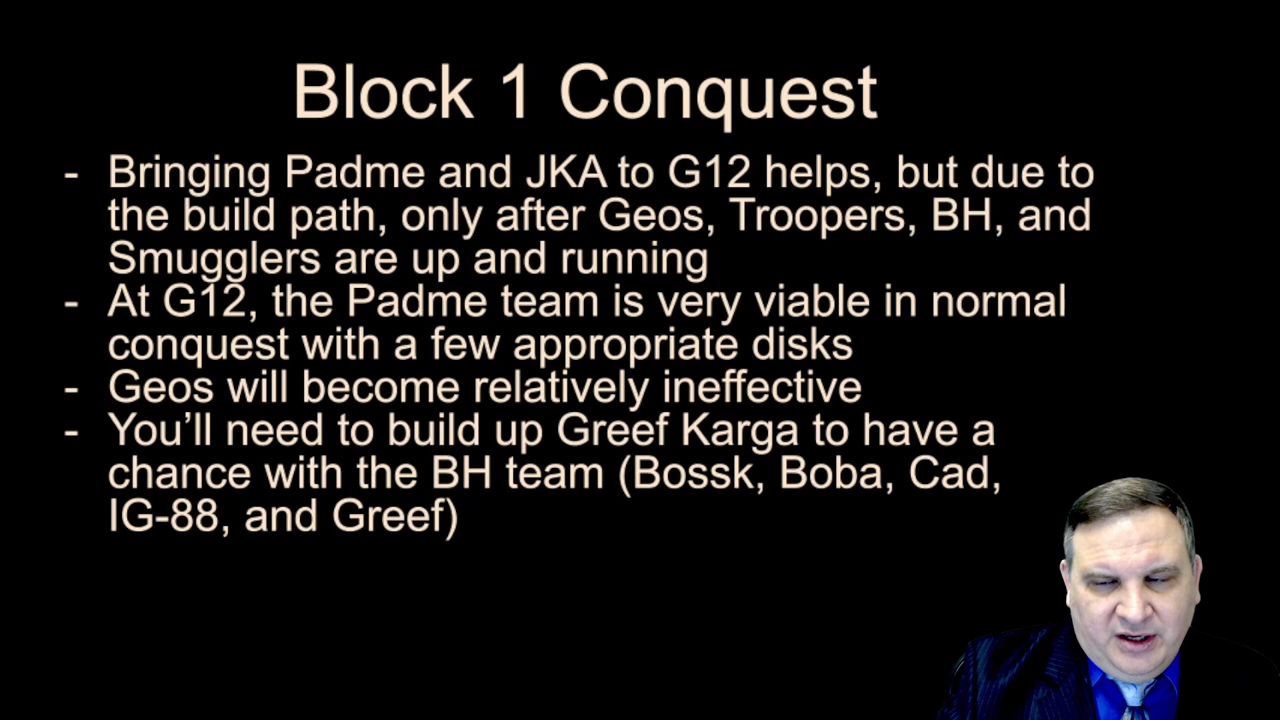 Block 1 Conquest
- Bringing Padme and JKA to G12 helps, but due to
the build path, only after Geos, Troopers, BH, and
Smugglers are up and running
- At G12, the Padme team is very viable in normal
conquest with a few appropriate disks
- Geos will become relatively ineffective
- You’ll need to build up Greef Karga to have a
chance with the BH team (Bossk, Boba, Cad,
IG-88, and Greef)